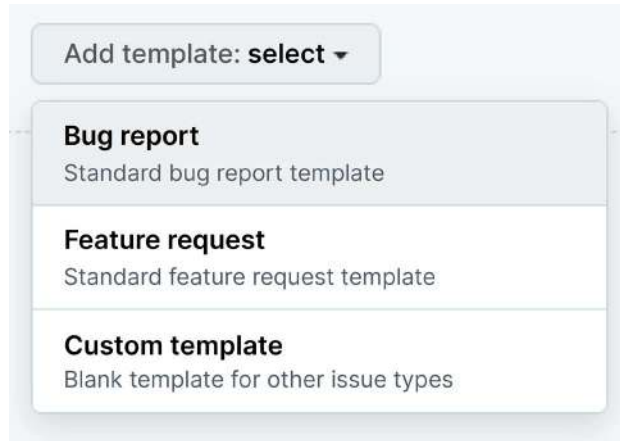 Add template: select
Bug report
Standard bug report template
Feature request
Standard feature request template
Custom template
Blank template for other issue types